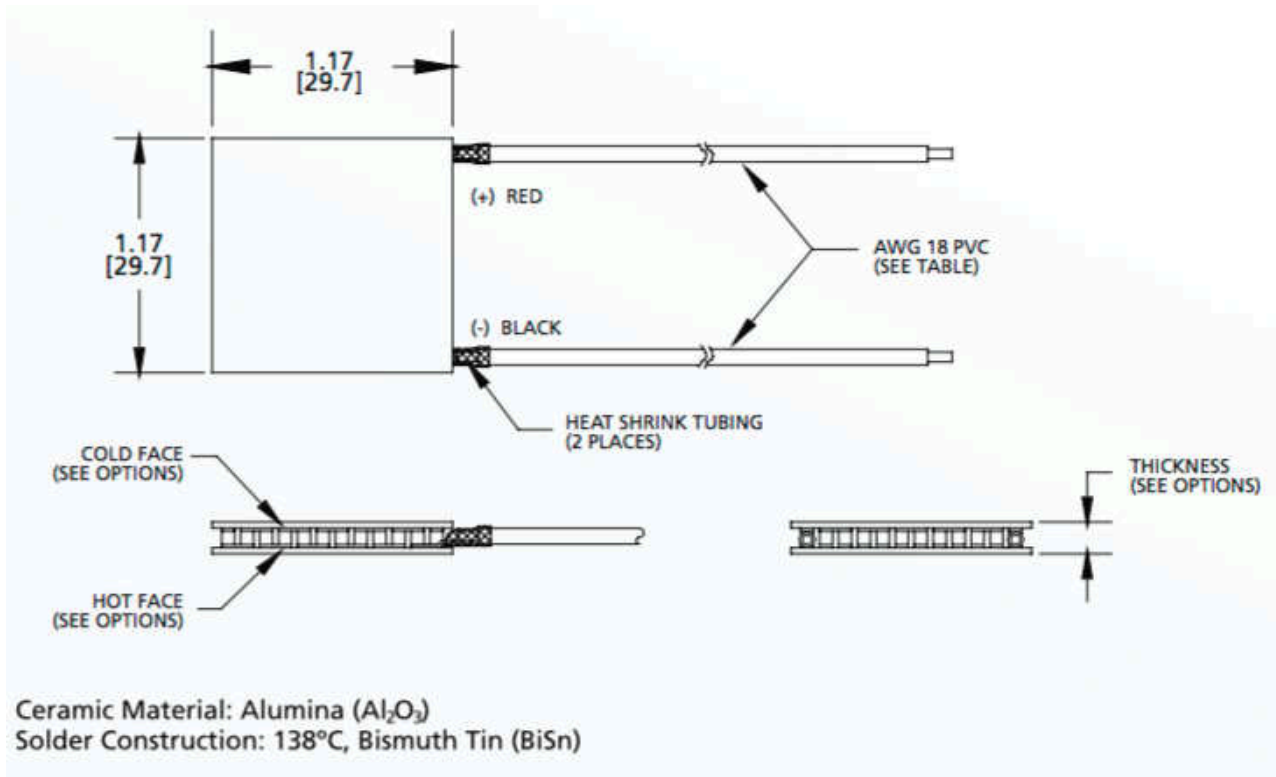 1.17
[29.7]
1.17
[29.7]
(+) RED
(-) BLACK
AWG 18 PVC
(SEE TABLE)
HEAT SHRINK TUBING
(2 PLACES)
COLD FACE
(SEE OPTIONS)
HOT FACE
(SEE OPTIONS)
THICKNESS
(SEE OPTIONS)
Ceramic Material: Alumina (Al₂O₃)
Solder Construction: 138ºC, Bismuth Tin (BiSn)